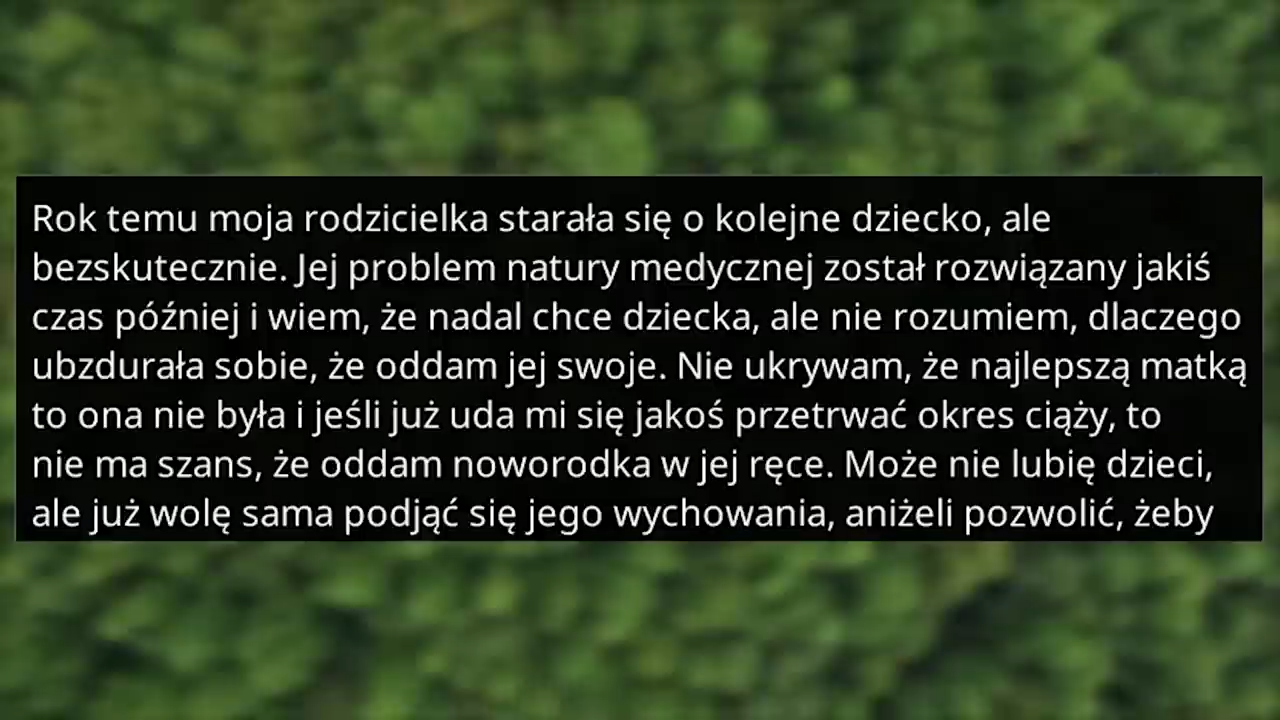 Rok temu moja rodzicielka starała się o kolejne dziecko, ale
bezskutecznie. Jej problem natury medycznej został rozwiązany jakiś
czas później i wiem, że nadal chce dziecka, ale nie rozumiem, dlaczego
ubzdurała sobie, że oddam jej swoje. Nie ukrywam, że najlepszą matką
to ona nie była i jeśli już uda mi się jakoś przetrwać okres ciąży, to
nie ma szans, że oddam noworodka w jej ręce. Może nie lubię dzieci,
ale już wolę sama podjąć się jego wychowania, aniżeli pozwolić, żeby